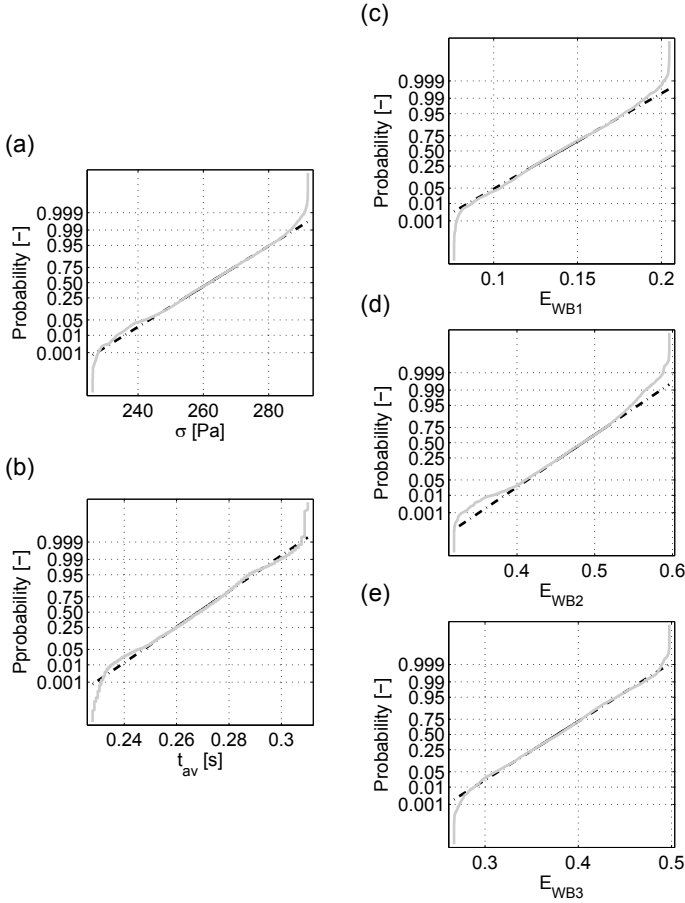 (a)
Probability [−]
0.999
0.99
0.95
0.75
0.50
0.25
0.05
0.01
0.001
240 260 280
σ [Pa]
(b)
Pprobability [−]
0.999
0.99
0.95
0.75
0.50
0.25
0.05
0.01
0.001
0.24 0.26 0.28 0.3
t_av [s]
(c)
Probability [−]
0.999
0.99
0.95
0.75
0.50
0.25
0.05
0.01
0.001
0.1 0.15 0.2
E_WB1
(d)
Probability [−]
0.999
0.99
0.95
0.75
0.50
0.25
0.05
0.01
0.001
0.4 0.5 0.6
E_WB2
(e)
Probability [−]
0.999
0.99
0.95
0.75
0.50
0.25
0.05
0.01
0.001
0.3 0.4 0.5
E_WB3